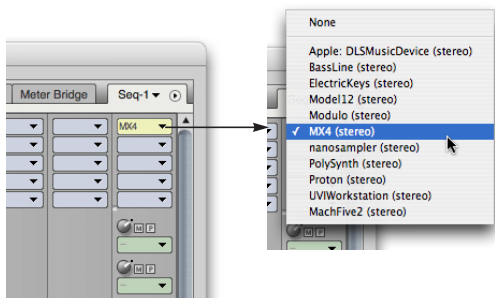 Meter Bridge
Seq-1
MX4
M P
M P
None
Apple: DLSMusicDevice (stereo)
BassLine (stereo)
ElectricKeys (stereo)
Model12 (stereo)
Modulo (stereo)
✓ MX4 (stereo)
nanosampler (stereo)
PolySynth (stereo)
Proton (stereo)
UVIWorkstation (stereo)
MachFive2 (stereo)
M P